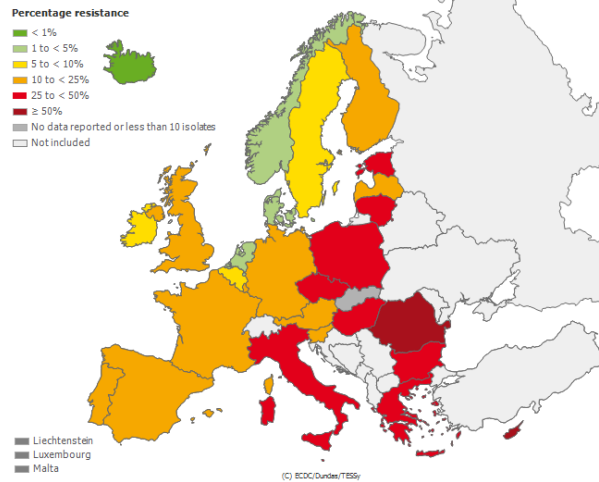 Percentage resistance
< 1%
1 to < 5%
5 to < 10%
10 to < 25%
25 to < 50%
≥ 50%
No data reported or less than 10 isolates
Not included
Liechtenstein
Luxembourg
Malta
(C) ECDC/Dundas/TESSy